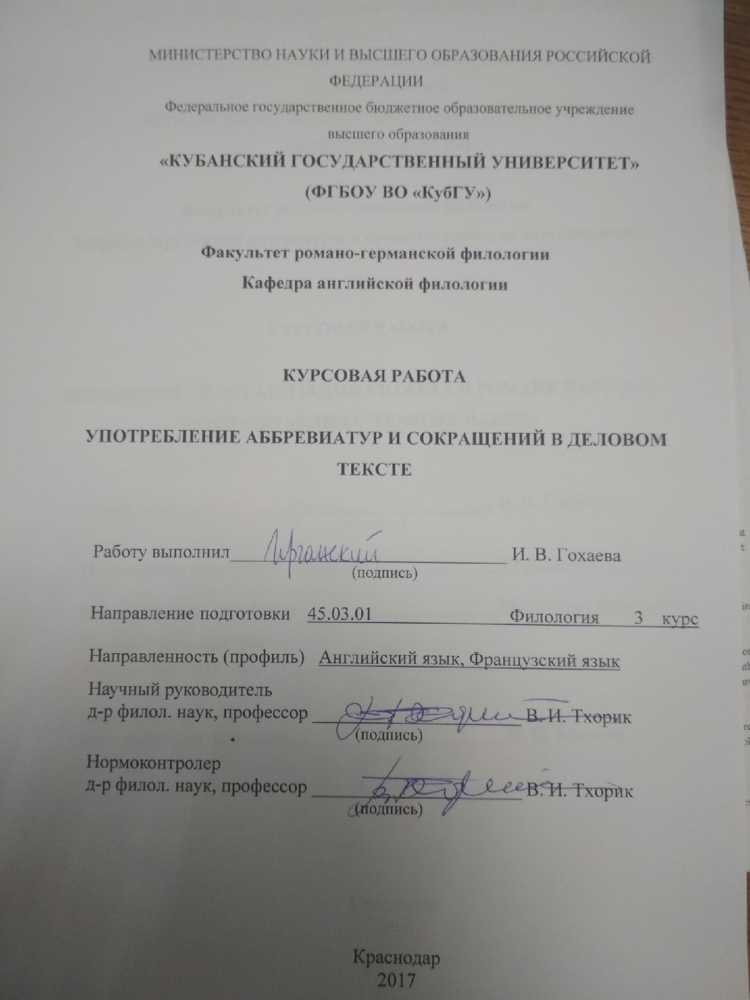 МИНИСТЕРСТВО НАУКИ И ВЫСШЕГО ОБРАЗОВАНИЯ РОССИЙСКОЙ
ФЕДЕРАЦИИ
Федеральное государственное бюджетное образовательное учреждение
высшего образования
«КУБАНСКИЙ ГОСУДАРСТВЕННЫЙ УНИВЕРСИТЕТ»
(ФГБОУ ВО «КубГУ»)
Факультет романо-германской филологии
Кафедра английской филологии
КУРСОВАЯ РАБОТА
УПОТРЕБЛЕНИЕ АББРЕВИАТУР И СОКРАЩЕНИЙ В ДЕЛОВОМ
ТЕКСТЕ
Работу выполнил И. В. Гохаева
(подпись)
Направление подготовки 45.03.01 Филология 3 курс
Направленность (профиль) Английский язык, Французский язык
Научный руководитель
д-р филол. наук, профессор В. И. Тхорик
(подпись)
Нормоконтролер
д-р филол. наук, профессор В. И. Тхорик
(подпись)
Краснодар
2017